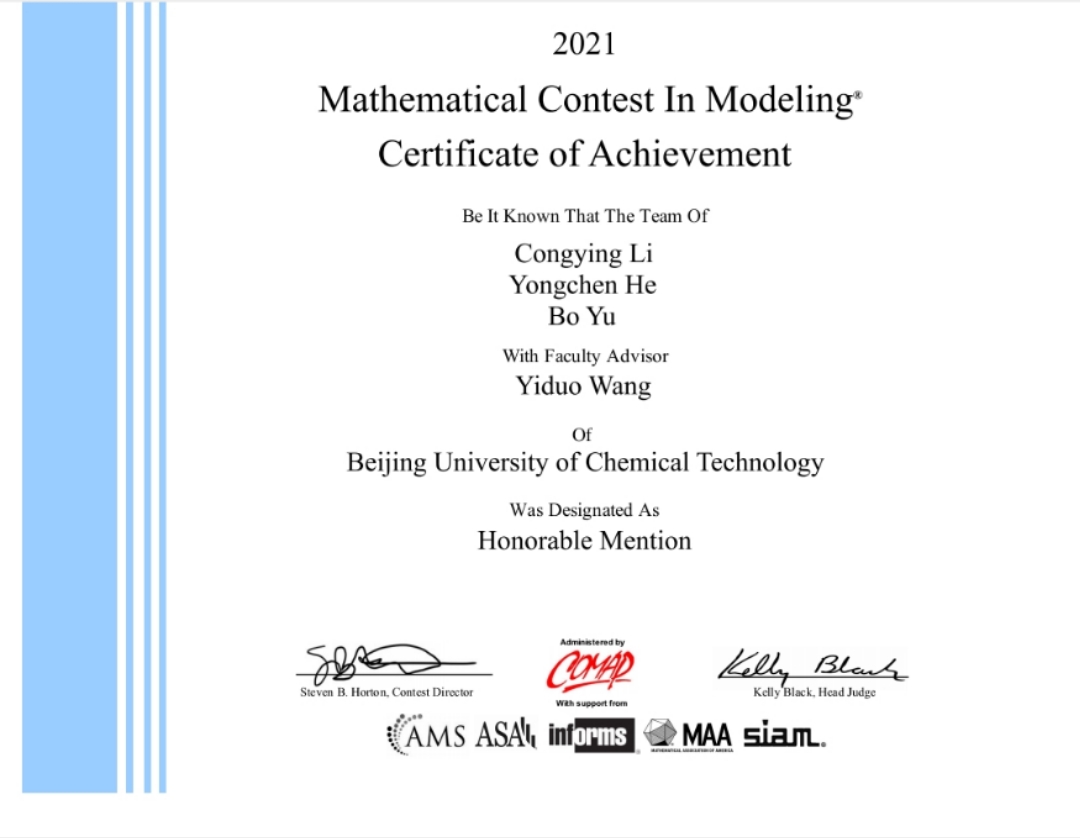 2021
Mathematical Contest In Modeling®
Certificate of Achievement
Be It Known That The Team Of
Congying Li
Yongchen He
Bo Yu
With Faculty Advisor
Yiduo Wang
Of
Beijing University of Chemical Technology
Was Designated As
Honorable Mention
Administered by
COMAP
Kelly Black
Steven B. Horton, Contest Director
Kelly Black, Head Judge
With support from
AMS ASA informs MAA siam.
MATHEMATICAL ASSOCIATION OF AMERICA